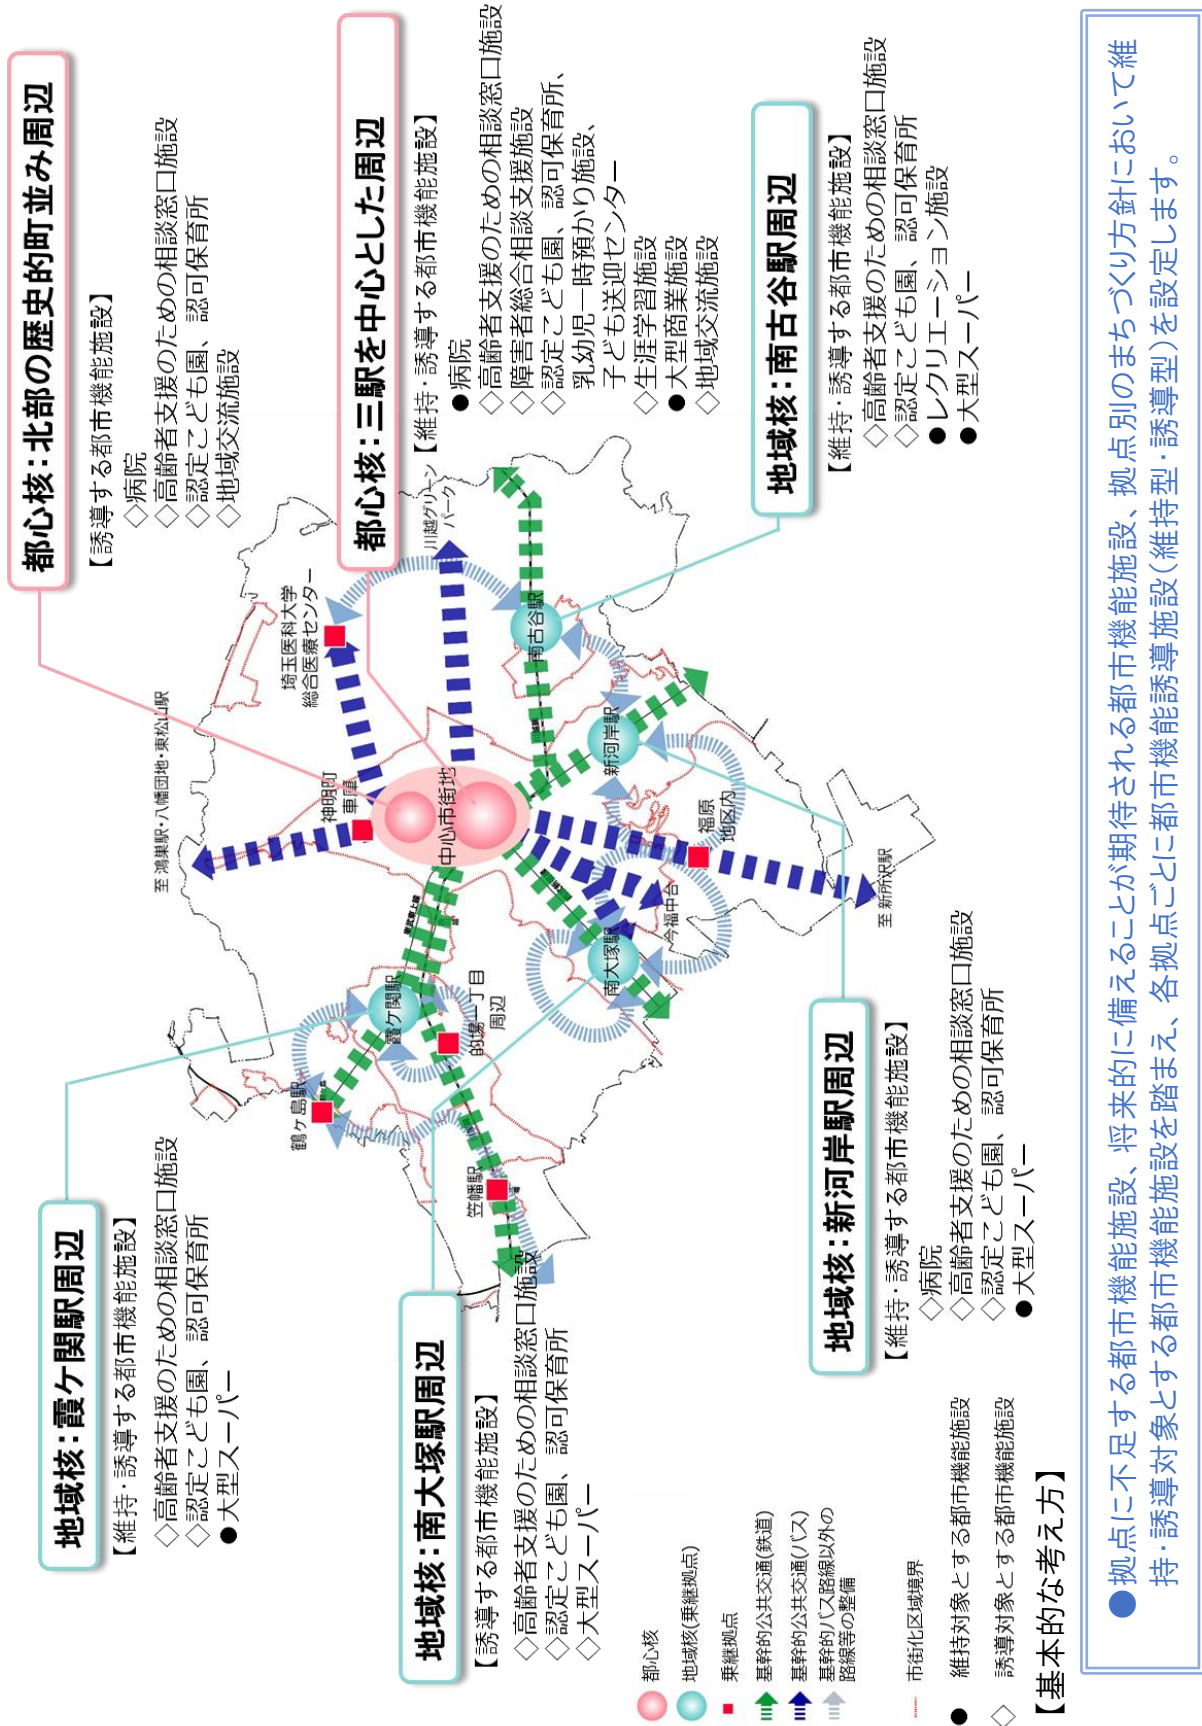 都心核：北部の歴史的町並み周辺
【誘導する都市機能施設】
◇病院
◇高齢者支援のための相談窓口施設
◇認定こども園、認可保育所
◇地域交流施設
都心核：三駅を中心とした周辺
【維持・誘導する都市機能施設】
●病院
◇高齢者支援のための相談窓口施設
◇障害者総合相談支援施設
◇認定こども園、認可保育所、
乳幼児一時預かり施設、
子ども送迎センター
◇生涯学習施設
●大型商業施設
◇地域交流施設
地域核：南古谷駅周辺
【維持・誘導する都市機能施設】
◇高齢者支援のための相談窓口施設
◇認定こども園、認可保育所
●レクリエーション施設
●大型スーパー
地域核：霞ケ関駅周辺
【維持・誘導する都市機能施設】
◇高齢者支援のための相談窓口施設
◇認定こども園、認可保育所
●大型スーパー
地域核：南大塚駅周辺
【誘導する都市機能施設】
◇高齢者支援のための相談窓口施設
◇認定こども園、認可保育所
◇大型スーパー
地域核：新河岸駅周辺
【維持・誘導する都市機能施設】
◇病院
◇高齢者支援のための相談窓口施設
◇認定こども園、認可保育所
●大型スーパー
至 鴻巣駅・八幡団地・東松山駅
神明町
車庫
埼玉医科大学
総合医療センター
川越グリーン
パーク
中心市街地
南古谷駅
新河岸駅
福原
地区内
今福中台
至 新所沢駅
南大塚駅
霞ケ関駅
的場一丁目
周辺
鶴ヶ島駅
笠幡駅
都心核
地域核(乗継拠点)
乗継拠点
基幹的公共交通(鉄道)
基幹的公共交通(バス)
基幹的バス路線以外の
路線等の整備
市街化区域境界
● 維持対象とする都市機能施設
◇ 誘導対象とする都市機能施設
【基本的な考え方】
●拠点に不足する都市機能施設、将来的に備えることが期待される都市機能施設、拠点別のまちづくり方針において維
持・誘導対象とする都市機能施設を踏まえ、各拠点ごとに都市機能誘導施設(維持型・誘導型)を設定します。